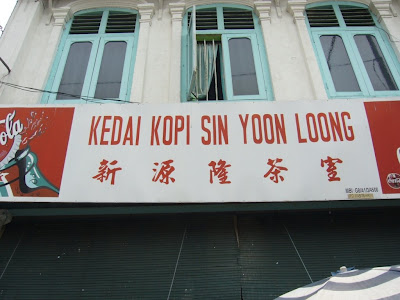 KEDAI KOPI SIN YOON LOONG
新源隆茶室